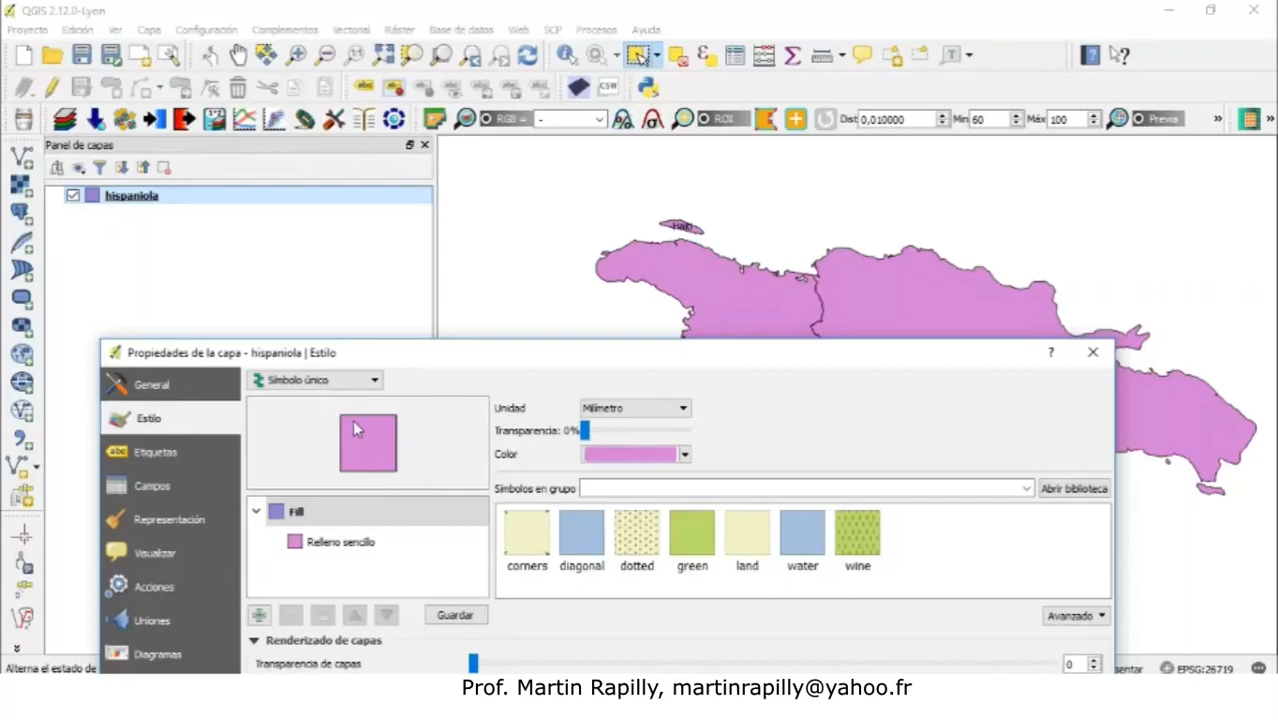 QGIS 2.12.0-Lyon
Proyecto Edición Ver Capa Configuración Complementos Vectorial Ráster Base de datos Web SCP Procesos Ayuda
abc CSW
RGB = - ROI Dist 0,010000 Min 60 Máx 100 Previa
Panel de capas
hispaniola
Haiti
Propiedades de la capa - hispaniola | Estilo
General
Símbolo único
Estilo
Unidad Milímetro
Transparencia: 0%
Color
abc Etiquetas
Campos
Símbolos en grupo Abrir biblioteca
Fill
Representación
Relleno sencillo
Visualizar
corners diagonal dotted green land water wine
Acciones
Uniones
Guardar
Avanzado
Renderizado de capas
Diagramas
Transparencia de capas 0
Alterna el estado de
EPSG:26719
Prof. Martin Rapilly, martinrapilly@yahoo.fr